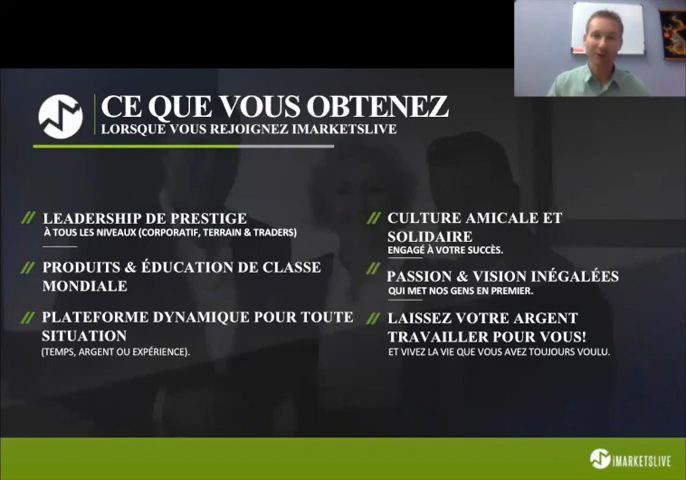 CE QUE VOUS OBTENEZ
LORSQUE VOUS REJOIGNEZ IMARKETSLIVE
LEADERSHIP DE PRESTIGE
À TOUS LES NIVEAUX (CORPORATIF, TERRAIN & TRADERS)
PRODUITS & ÉDUCATION DE CLASSE
MONDIALE
PLATEFORME DYNAMIQUE POUR TOUTE
SITUATION
(TEMPS, ARGENT OU EXPÉRIENCE).
CULTURE AMICALE ET
SOLIDAIRE
ENGAGÉ À VOTRE SUCCÈS.
PASSION & VISION INÉGALÉES
QUI MET NOS GENS EN PREMIER.
LAISSEZ VOTRE ARGENT
TRAVAILLER POUR VOUS!
ET VIVEZ LA VIE QUE VOUS AVEZ TOUJOURS VOULU.
iMARKETSLIVE